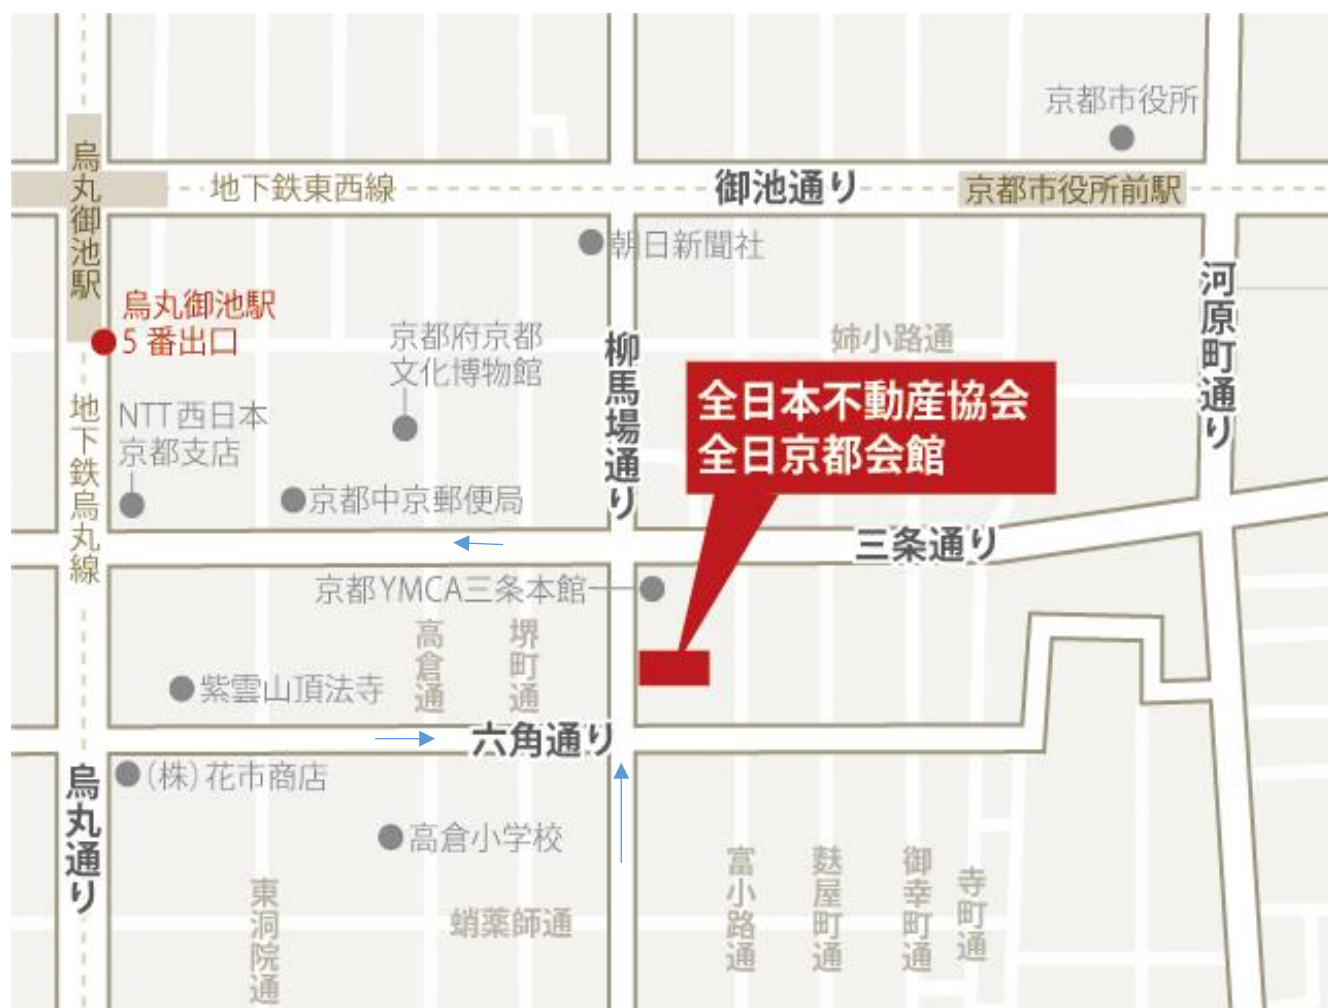 京都市役所
烏丸御池駅
地下鉄東西線
御池通り
京都市役所前駅
朝日新聞社
河原町通り
烏丸御池駅
5 番出口
京都府京都
文化博物館
柳馬場通り
姉小路通
全日本不動産協会
全日京都会館
地下鉄烏丸線
NTT 西日本
京都支店
京都中京郵便局
三条通り
京都 YMCA三条本館
高倉通
堺町通
紫雲山頂法寺
六角通り
烏丸通り
(株) 花市商店
高倉小学校
東洞院通
蛸薬師通
富小路通
麩屋町通
御幸町通
寺町通